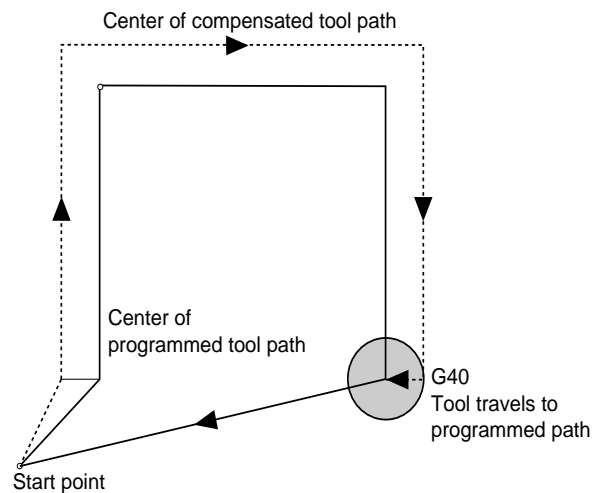 Center of compensated tool path
Center of
programmed tool path
G40
Tool travels to
programmed path
Start point